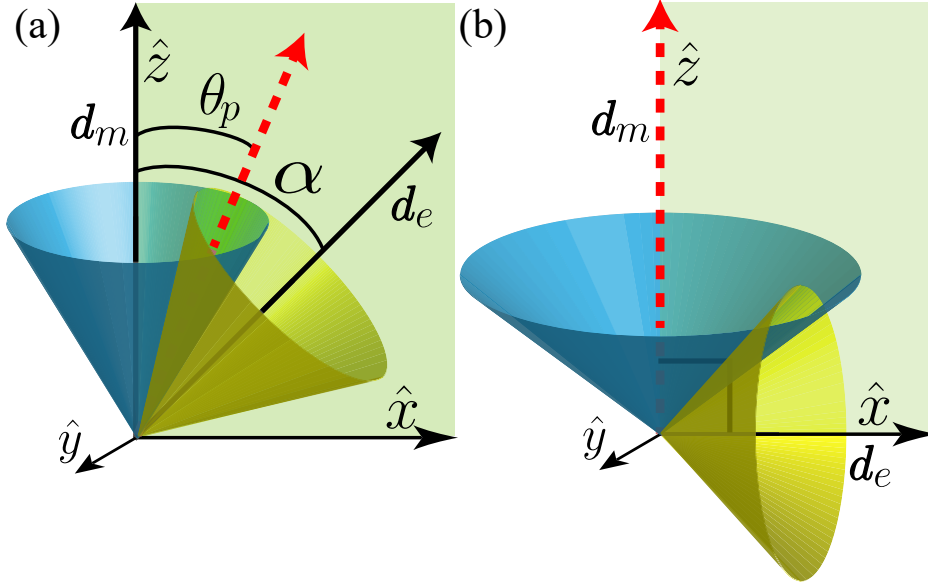 (a)
ẑ
d_m
θ_p
α
d_e
x̂
ŷ
(b)
ẑ
d_m
x̂
ŷ
d_e